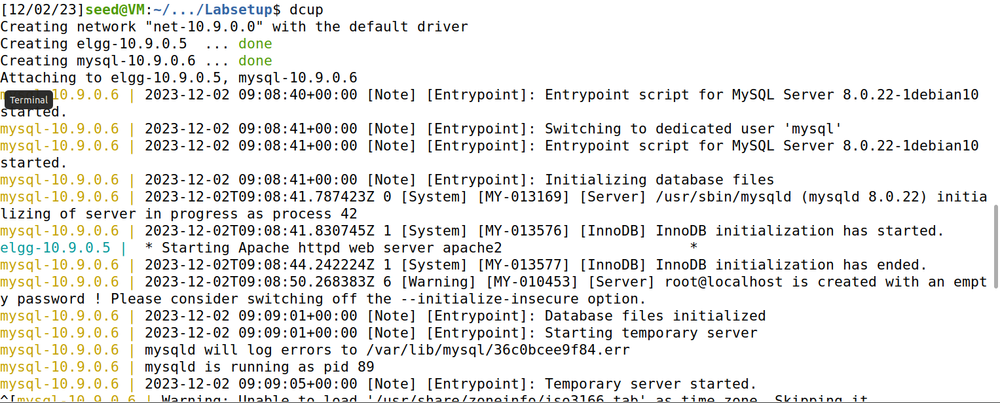 [12/02/23]seed@VM:~/.../Labsetup$ dcup
Creating network "net-10.9.0.0" with the default driver
Creating elgg-10.9.0.5  ... done
Creating mysql-10.9.0.6 ... done
Attaching to elgg-10.9.0.5, mysql-10.9.0.6
10.9.0.6 | 2023-12-02 09:08:40+00:00 [Note] [Entrypoint]: Entrypoint script for MySQL Server 8.0.22-1debian10
Terminal
started.
mysql-10.9.0.6 | 2023-12-02 09:08:41+00:00 [Note] [Entrypoint]: Switching to dedicated user 'mysql'
mysql-10.9.0.6 | 2023-12-02 09:08:41+00:00 [Note] [Entrypoint]: Entrypoint script for MySQL Server 8.0.22-1debian10
started.
mysql-10.9.0.6 | 2023-12-02 09:08:41+00:00 [Note] [Entrypoint]: Initializing database files
mysql-10.9.0.6 | 2023-12-02T09:08:41.787423Z 0 [System] [MY-013169] [Server] /usr/sbin/mysqld (mysqld 8.0.22) initia
lizing of server in progress as process 42
mysql-10.9.0.6 | 2023-12-02T09:08:41.830745Z 1 [System] [MY-013576] [InnoDB] InnoDB initialization has started.
elgg-10.9.0.5 |  * Starting Apache httpd web server apache2                      *
mysql-10.9.0.6 | 2023-12-02T09:08:44.242224Z 1 [System] [MY-013577] [InnoDB] InnoDB initialization has ended.
mysql-10.9.0.6 | 2023-12-02T09:08:50.268383Z 6 [Warning] [MY-010453] [Server] root@localhost is created with an empt
y password ! Please consider switching off the --initialize-insecure option.
mysql-10.9.0.6 | 2023-12-02 09:09:01+00:00 [Note] [Entrypoint]: Database files initialized
mysql-10.9.0.6 | 2023-12-02 09:09:01+00:00 [Note] [Entrypoint]: Starting temporary server
mysql-10.9.0.6 | mysqld will log errors to /var/lib/mysql/36c0bcee9f84.err
mysql-10.9.0.6 | mysqld is running as pid 89
mysql-10.9.0.6 | 2023-12-02 09:09:05+00:00 [Note] [Entrypoint]: Temporary server started.
^[mysql-10.9.0.6 | Warning: Unable to load '/usr/share/zoneinfo/iso3166.tab' as time zone. Skipping it.